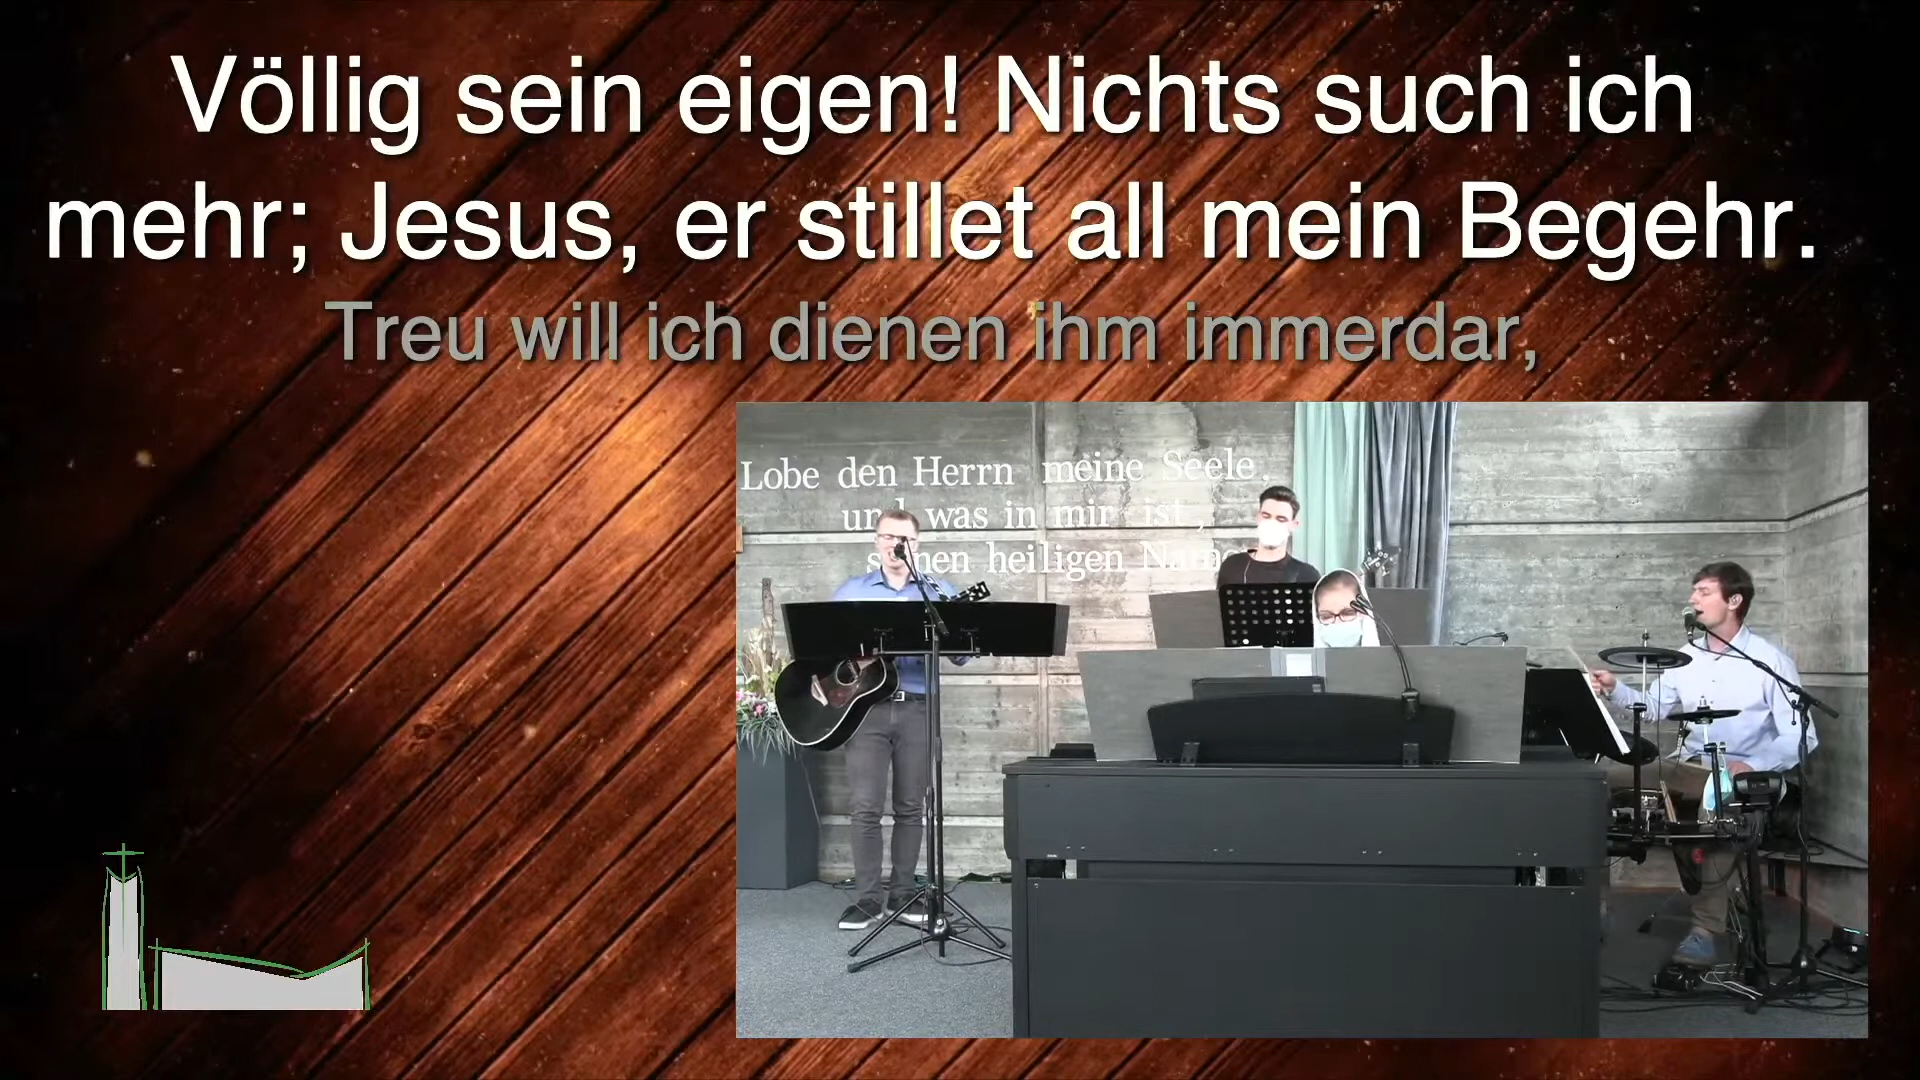 Völlig sein eigen! Nichts such ich
mehr; Jesus, er stillet all mein Begehr.
Treu will ich dienen ihm immerdar,
Lobe den Herrn meine Seele,
was in mir ist,
heiligen